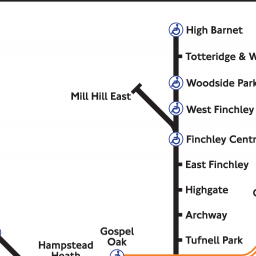 High Barnet
Totteridge & W
Woodside Park
Mill Hill East
West Finchley
Finchley Centr
East Finchley
Highgate
Archway
Gospel
Oak
Tufnell Park
Hampstead
Heath